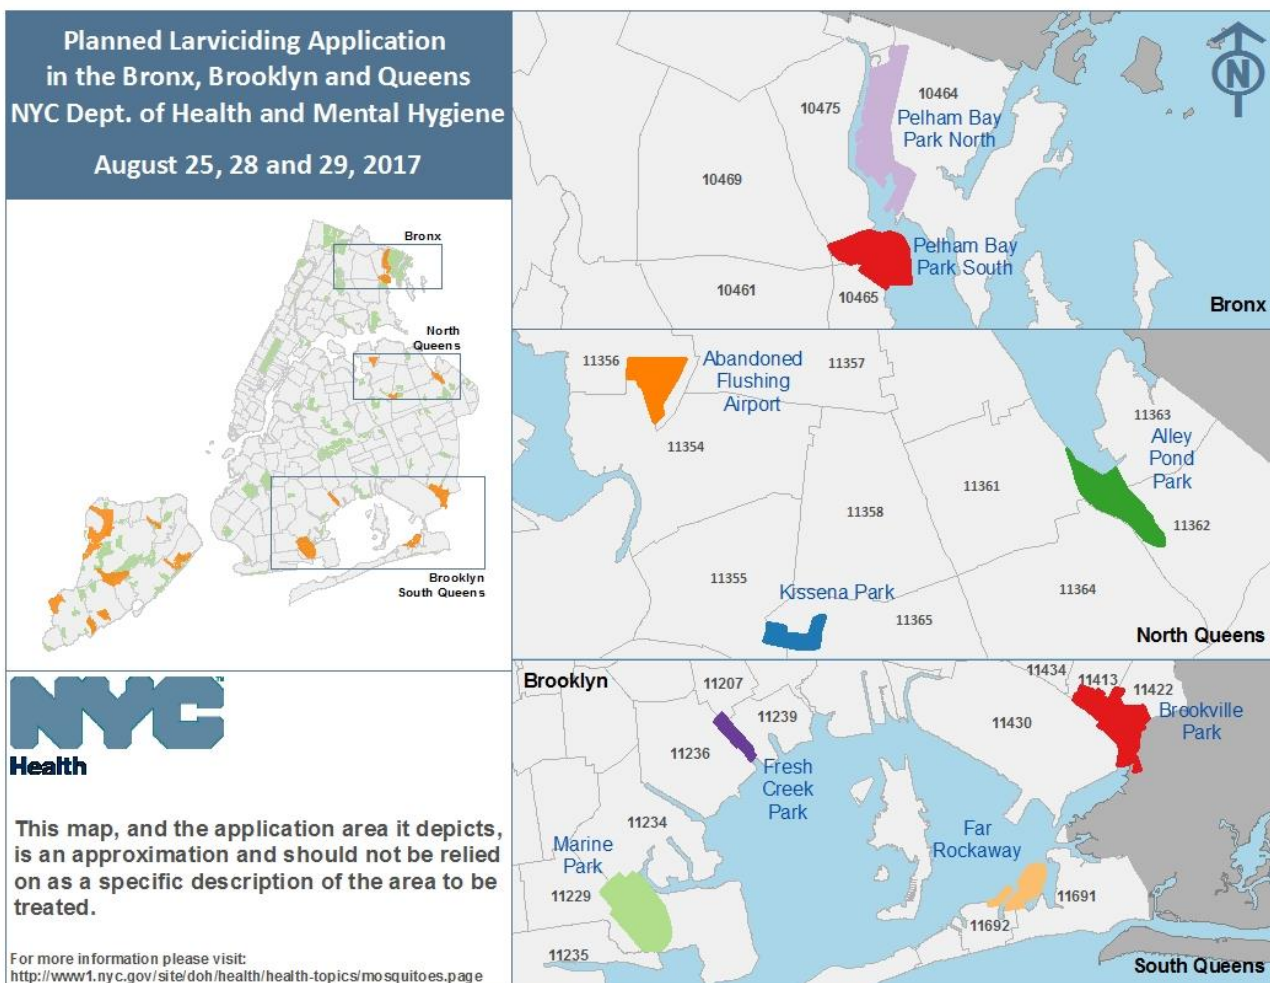 Planned Larviciding Application
in the Bronx, Brooklyn and Queens
NYC Dept. of Health and Mental Hygiene
August 25, 28 and 29, 2017
Bronx
North
Queens
Brooklyn
South Queens
NYC
™
Health
This map, and the application area it depicts,
is an approximation and should not be relied
on as a specific description of the area to be
treated.
For more information please visit:
http://www1.nyc.gov/site/doh/health/health-topics/mosquitoes.page
N
10475
10464
Pelham Bay
Park North
10469
Pelham Bay
Park South
10461
10465
Bronx
11356
Abandoned
Flushing
Airport
11357
11363
Alley
Pond
Park
11354
11361
11358
11362
11355
Kissena Park
11364
11365
North Queens
Brooklyn
11207
11239
11434
11413
11422
Brookville
Park
11430
11236
Fresh
Creek
Park
11234
Marine
Park
Far
Rockaway
11229
11691
11692
11235
South Queens